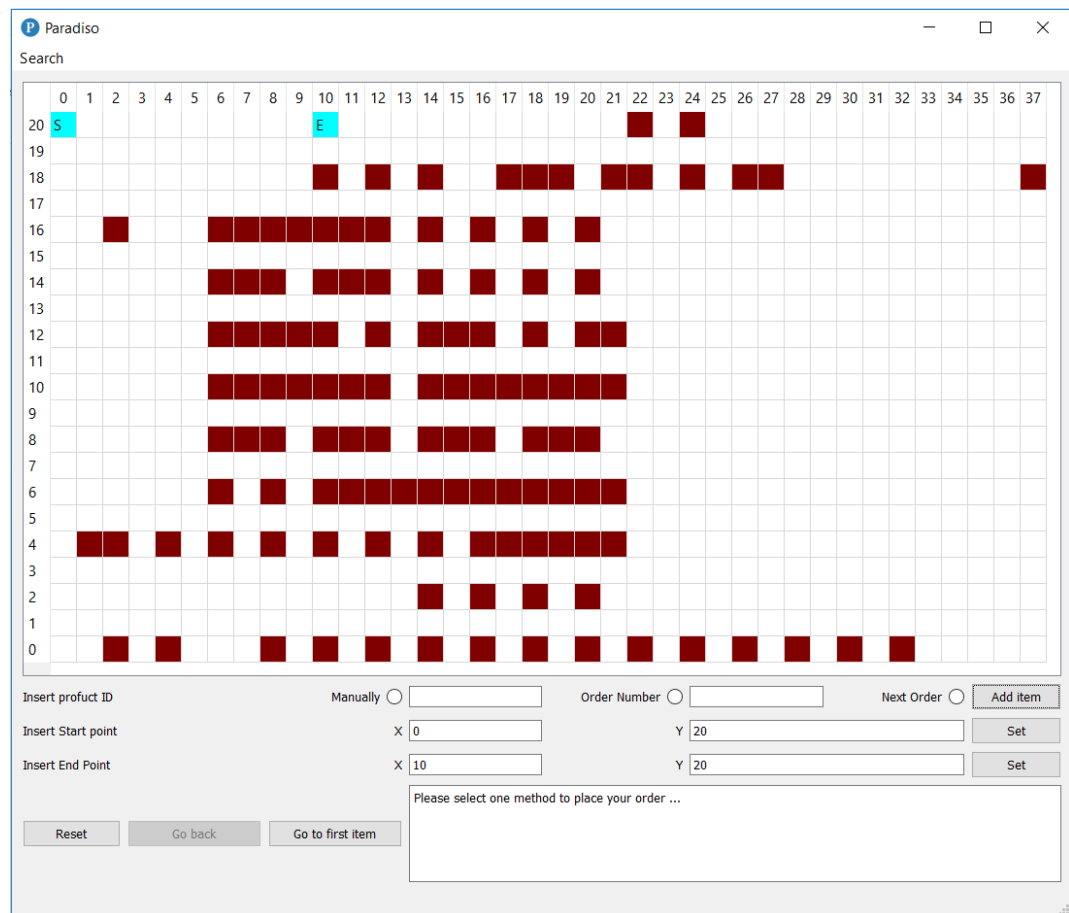 P Paradiso
Search
0 1 2 3 4 5 6 7 8 9 10 11 12 13 14 15 16 17 18 19 20 21 22 23 24 25 26 27 28 29 30 31 32 33 34 35 36 37
20 S E
19
18
17
16
15
14
13
12
11
10
9
8
7
6
5
4
3
2
1
0
Insert profuct ID Manually Order Number Next Order Add item
Insert Start point X 0 Y 20 Set
Insert End Point X 10 Y 20 Set
Please select one method to place your order ...
Reset Go back Go to first item